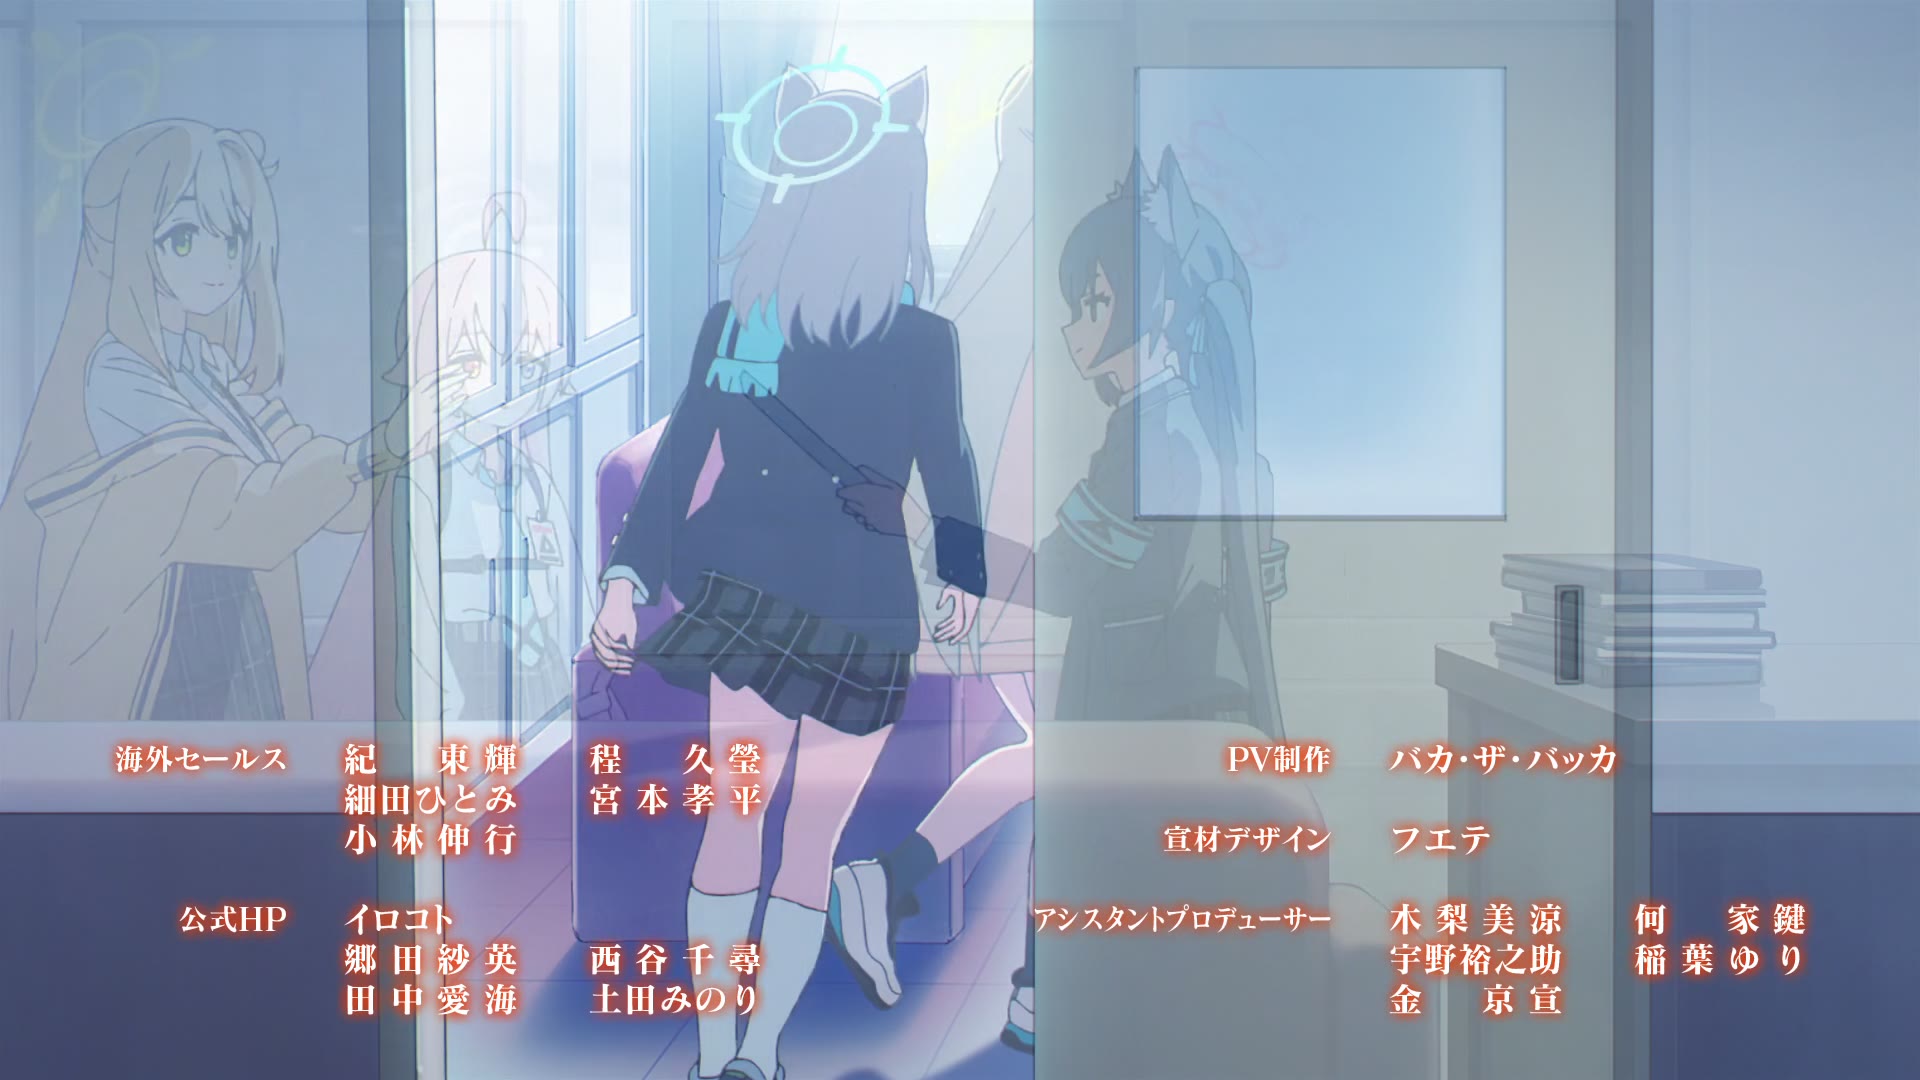 海外セールス 紀東輝 程久瑩
細田ひとみ 宮本孝平
小林伸行
公式HP イロコト
郷田紗英 西谷千尋
田中愛海 土田みのり
PV制作 バカ・ザ・バッカ
宣材デザイン フエテ
アシスタントプロデューサー 木梨美涼 何家鍵
宇野裕之助 稲葉ゆり
金京宣